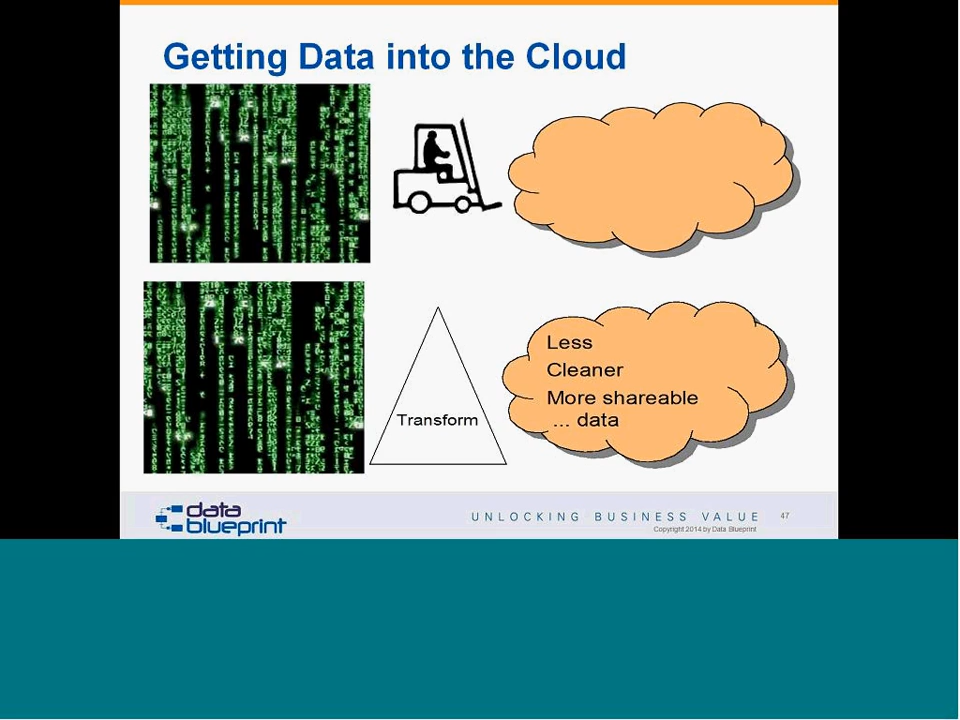 Getting Data into the Cloud
Less
Cleaner
More shareable
... data
Transform
data
blueprint
UNLOCKING BUSINESS VALUE
47
Copyright 2014 by Data Blueprint